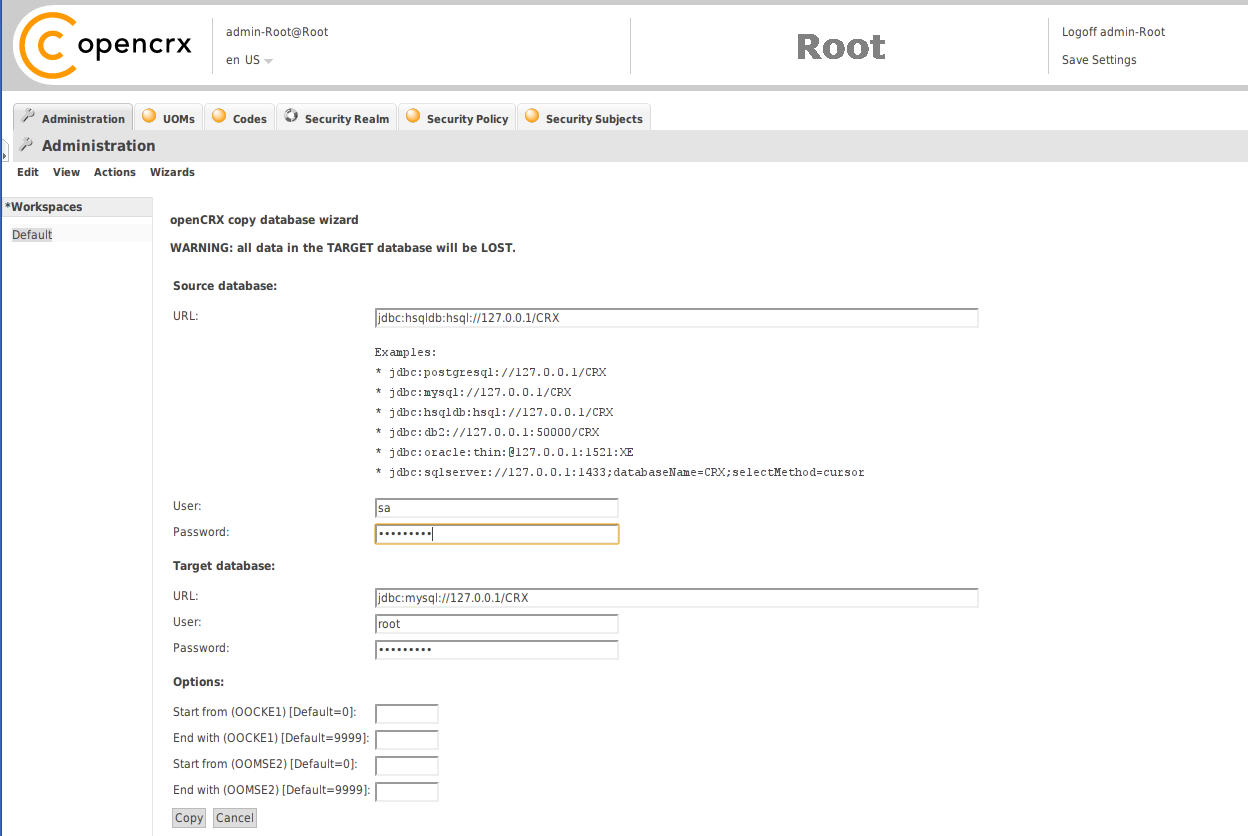 opencrx
admin-Root@Root
en US
Root
Logoff admin-Root
Save Settings
Administration UOMs Codes Security Realm Security Policy Security Subjects
Administration
Edit View Actions Wizards
*Workspaces
Default
openCRX copy database wizard
WARNING: all data in the TARGET database will be LOST.
Source database:
URL: jdbc:hsqldb:hsql://127.0.0.1/CRX
Examples:
* jdbc:postgresql://127.0.0.1/CRX
* jdbc:mysql://127.0.0.1/CRX
* jdbc:hsqldb:hsql://127.0.0.1/CRX
* jdbc:db2://127.0.0.1:50000/CRX
* jdbc:oracle:thin:@127.0.0.1:1521:XE
* jdbc:sqlserver://127.0.0.1:1433;databaseName=CRX;selectMethod=cursor
User: sa
Password: •••••••••
Target database:
URL: jdbc:mysql://127.0.0.1/CRX
User: root
Password: •••••••••
Options:
Start from (OOCKE1) [Default=0]:
End with (OOCKE1) [Default=9999]:
Start from (OOMSE2) [Default=0]:
End with (OOMSE2) [Default=9999]:
Copy Cancel